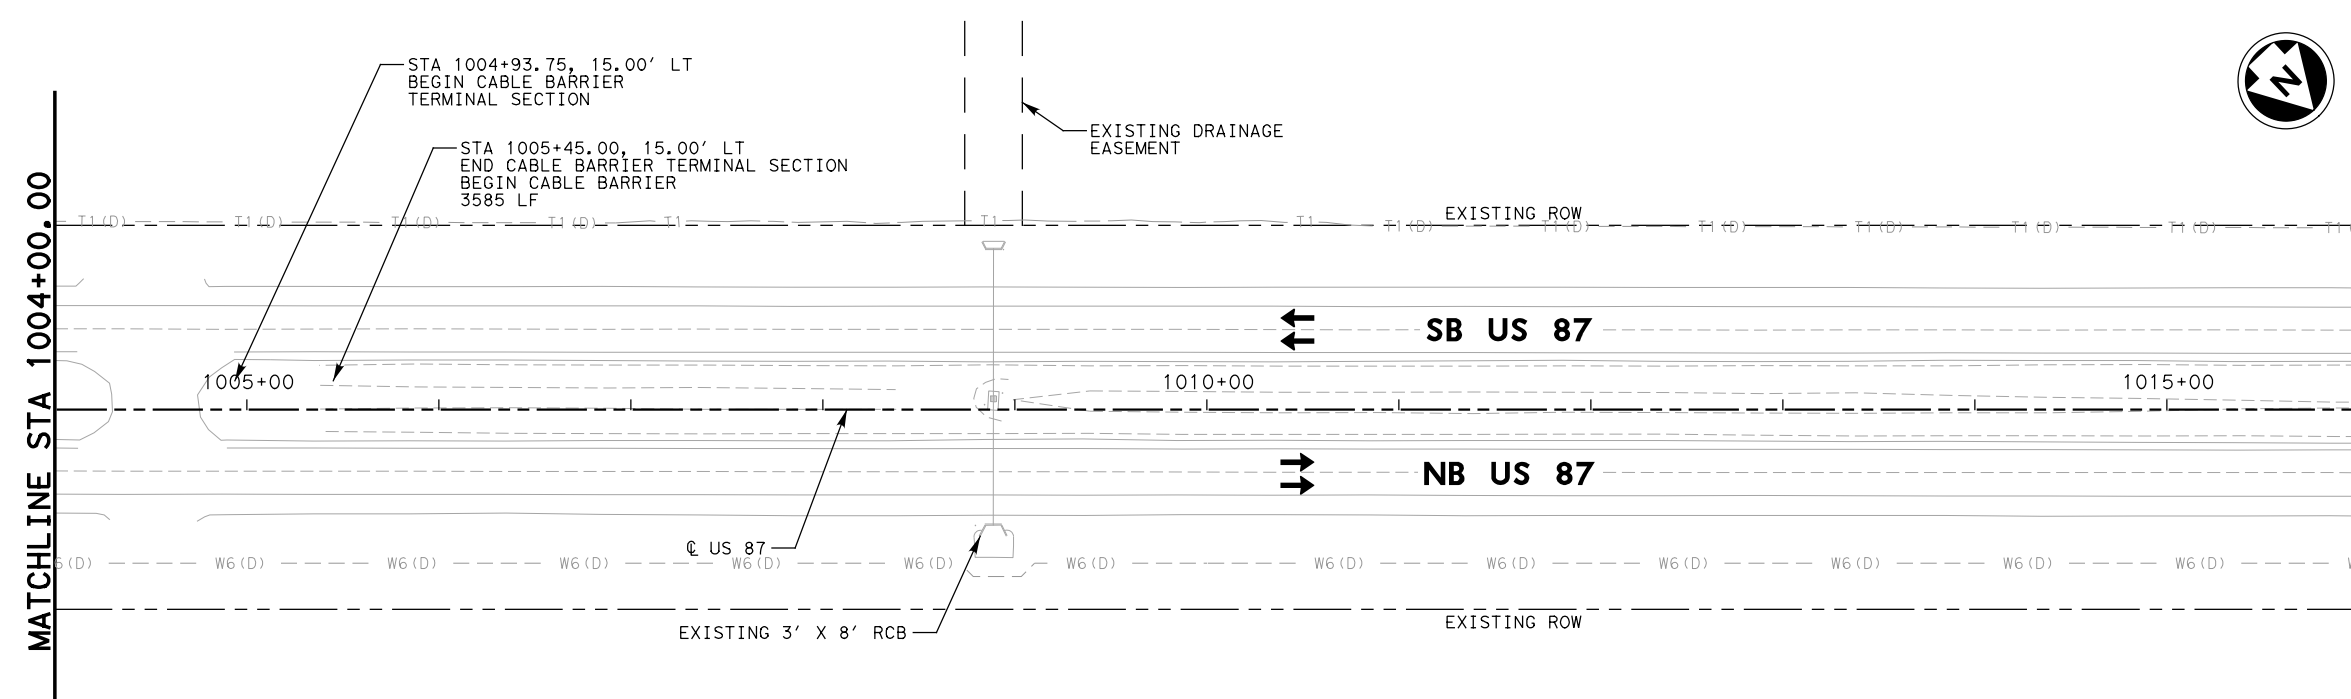 STA 1004+93.75, 15.00' LT
BEGIN CABLE BARRIER
TERMINAL SECTION
STA 1005+45.00, 15.00' LT
END CABLE BARRIER TERMINAL SECTION
BEGIN CABLE BARRIER
3585 LF
EXISTING DRAINAGE
EASEMENT
N
MATCHLINE STA 1004+00.00
EXISTING ROW
T1(D) T1(D) T1(D) T1(D) T1 T1 T1 T1(D) T1(D) T1(D) T1(D) T1(D) T1(D)
SB US 87
1005+00 1010+00 1015+00
NB US 87
℄ US 87
6(D) W6(D) W6(D) W6(D) W6(D) W6(D) W6(D) W6(D) W6(D) W6(D) W6(D) W6(D) W6(D)
EXISTING 3' X 8' RCB
EXISTING ROW